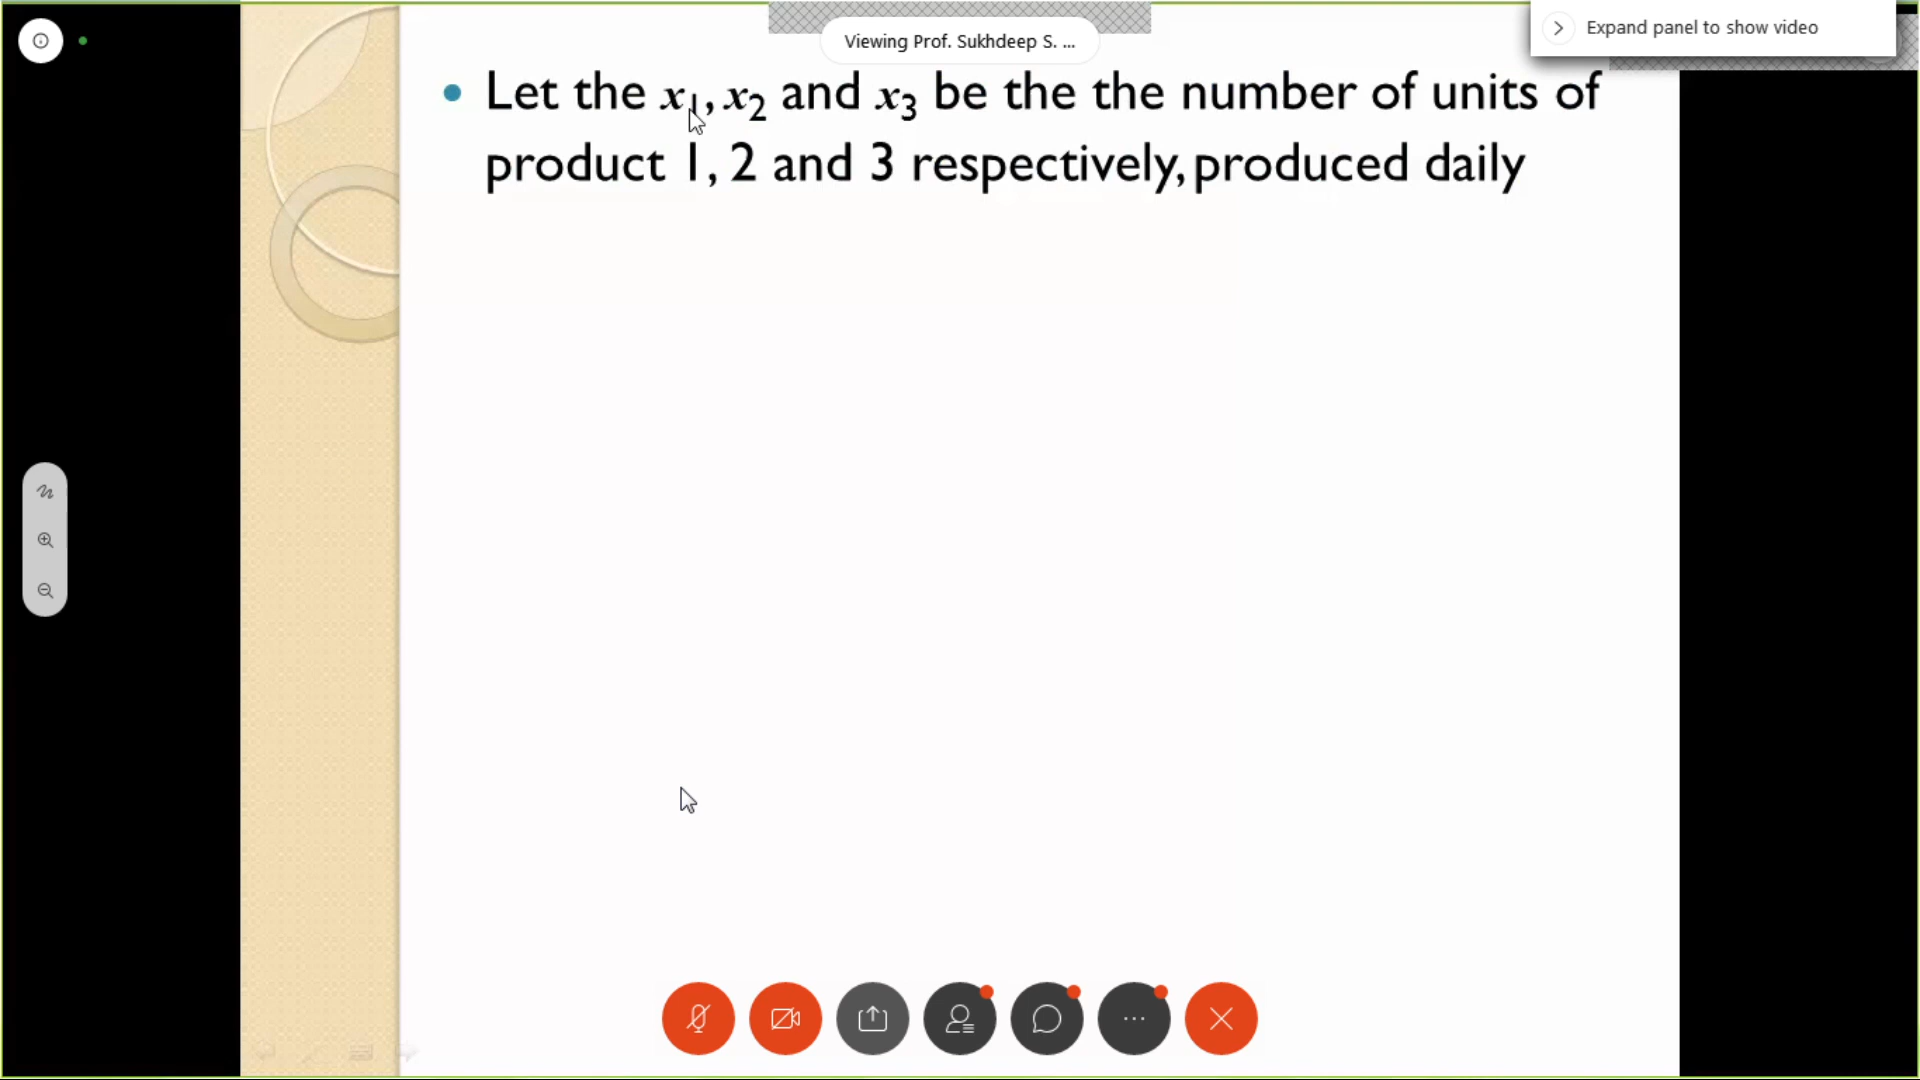 Viewing Prof. Sukhdeep S. ...
Expand panel to show video
Let the x₁, x₂ and x₃ be the the number of units of
product 1, 2 and 3 respectively, produced daily